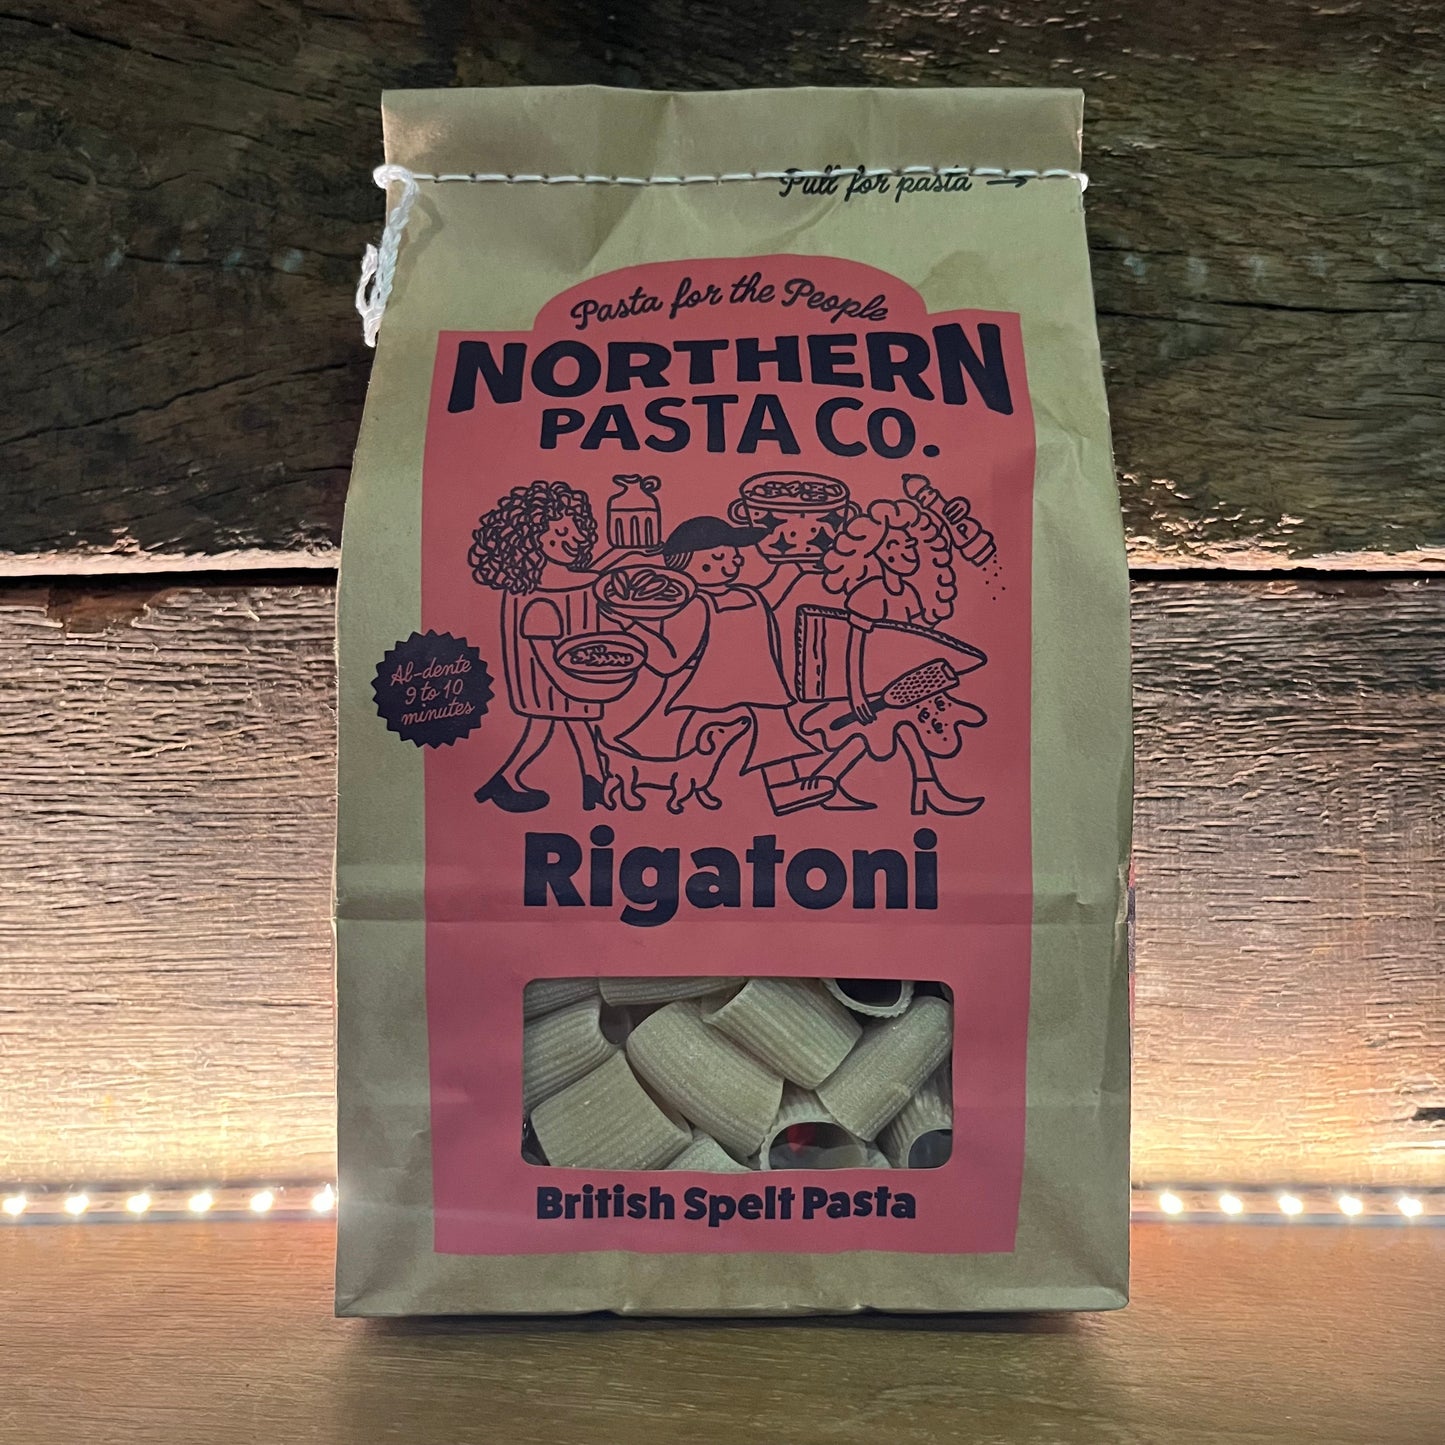 Pull for pasta →
Pasta for the People
NORTHERN
PASTA CO.
Al-dente
9 to 10
minutes
Rigatoni
British Spelt Pasta